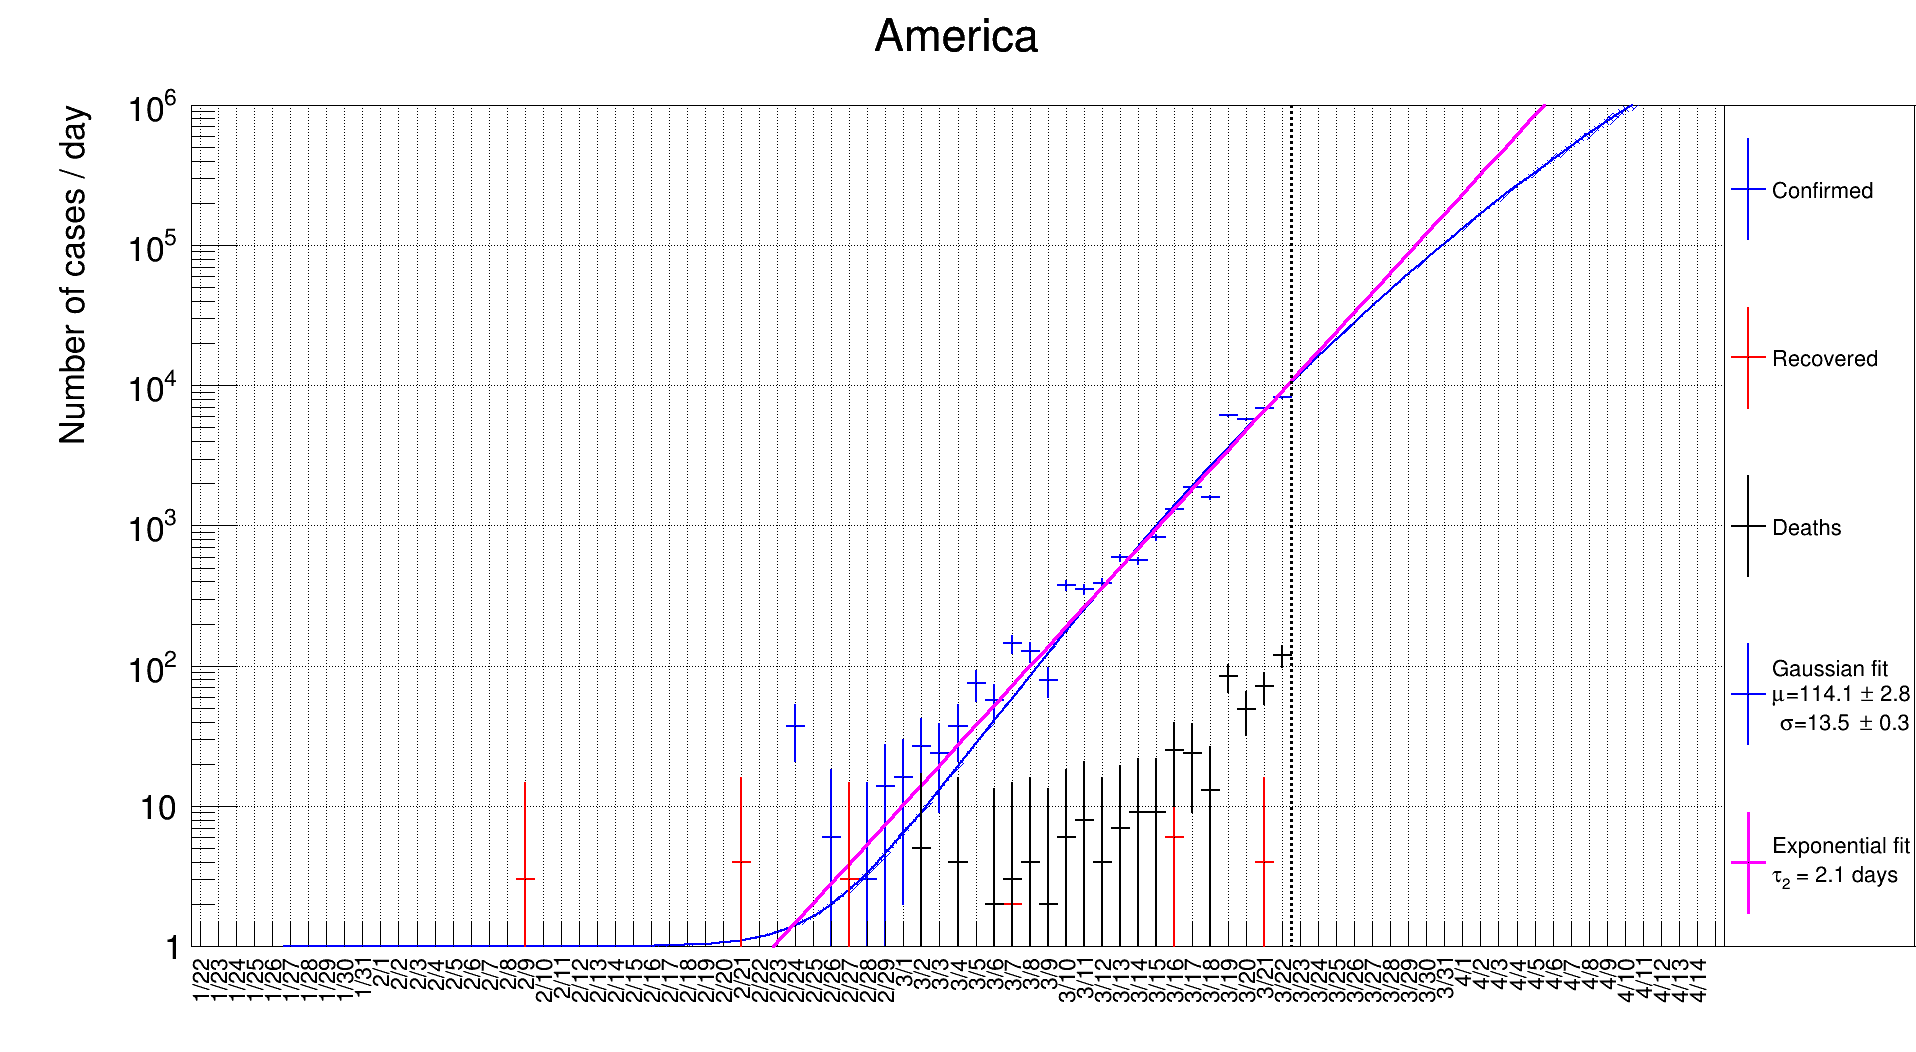 America
Number of cases / day
10^6
10^5
10^4
10^3
10^2
10
1
1/22 1/23 1/24 1/25 1/26 1/27 1/28 1/29 1/30 1/31 2/1 2/2 2/3 2/4 2/5 2/6 2/7 2/8 2/9 2/10 2/11 2/12 2/13 2/14 2/15 2/16 2/17 2/18 2/19 2/20 2/21 2/22 2/23 2/24 2/25 2/26 2/27 2/28 2/29 3/1 3/2 3/3 3/4 3/5 3/6 3/7 3/8 3/9 3/10 3/11 3/12 3/13 3/14 3/15 3/16 3/17 3/18 3/19 3/20 3/21 3/22 3/23 3/24 3/25 3/26 3/27 3/28 3/29 3/30 3/31 4/1 4/2 4/3 4/4 4/5 4/6 4/7 4/8 4/9 4/10 4/11 4/12 4/13 4/14
Confirmed
Recovered
Deaths
Gaussian fit
μ=114.1 ± 2.8
σ=13.5 ± 0.3
Exponential fit
τ₂ = 2.1 days